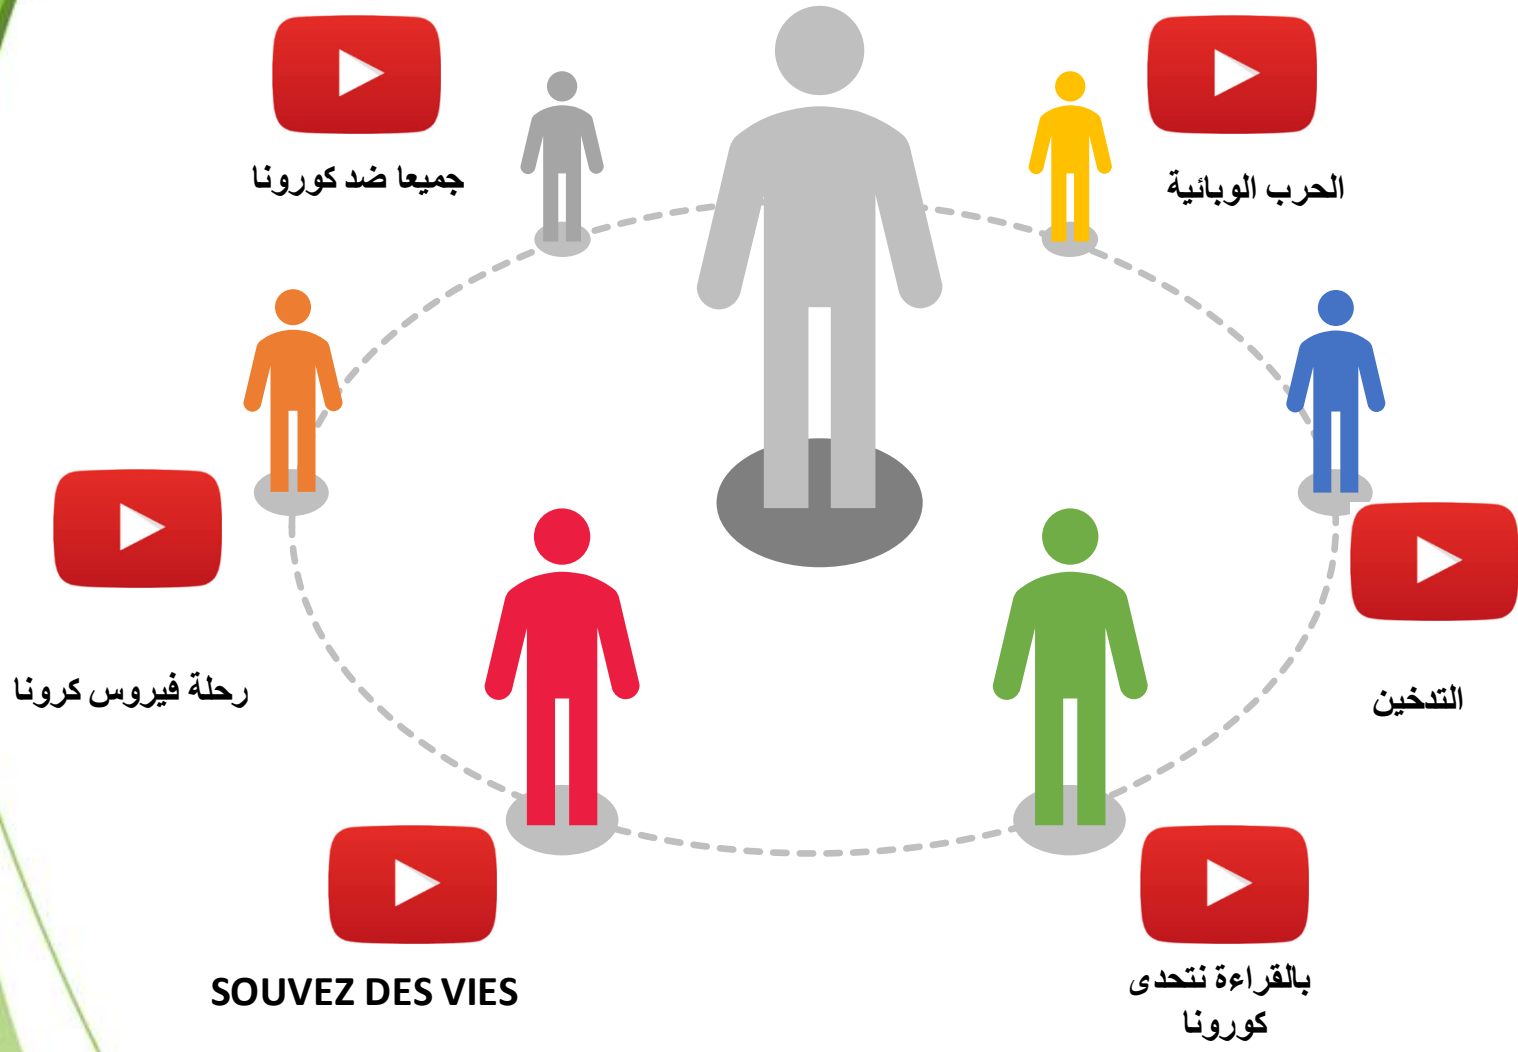 جميعا ضد كورونا
الحرب الوبائية
رحلة فيروس كرونا
التدخين
SOUVEZ DES VIES
بالقراءة نتحدى
كورونا